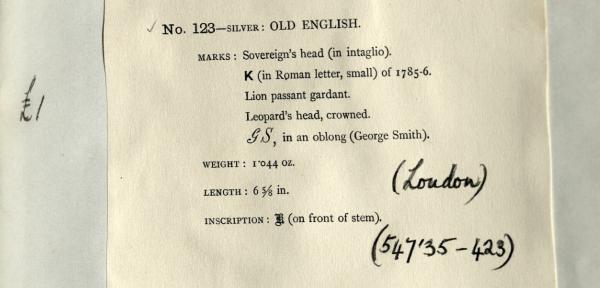 ✓ No. 123—SILVER: OLD ENGLISH.
MARKS: Sovereign's head (in intaglio).
K (in Roman letter, small) of 1785-6.
Lion passant gardant.
Leopard's head, crowned.
GS, in an oblong (George Smith).
£1
WEIGHT: 1·044 oz.
(London)
LENGTH: 6 5⁄8 in.
INSCRIPTION: (on front of stem).
(547'35-423)